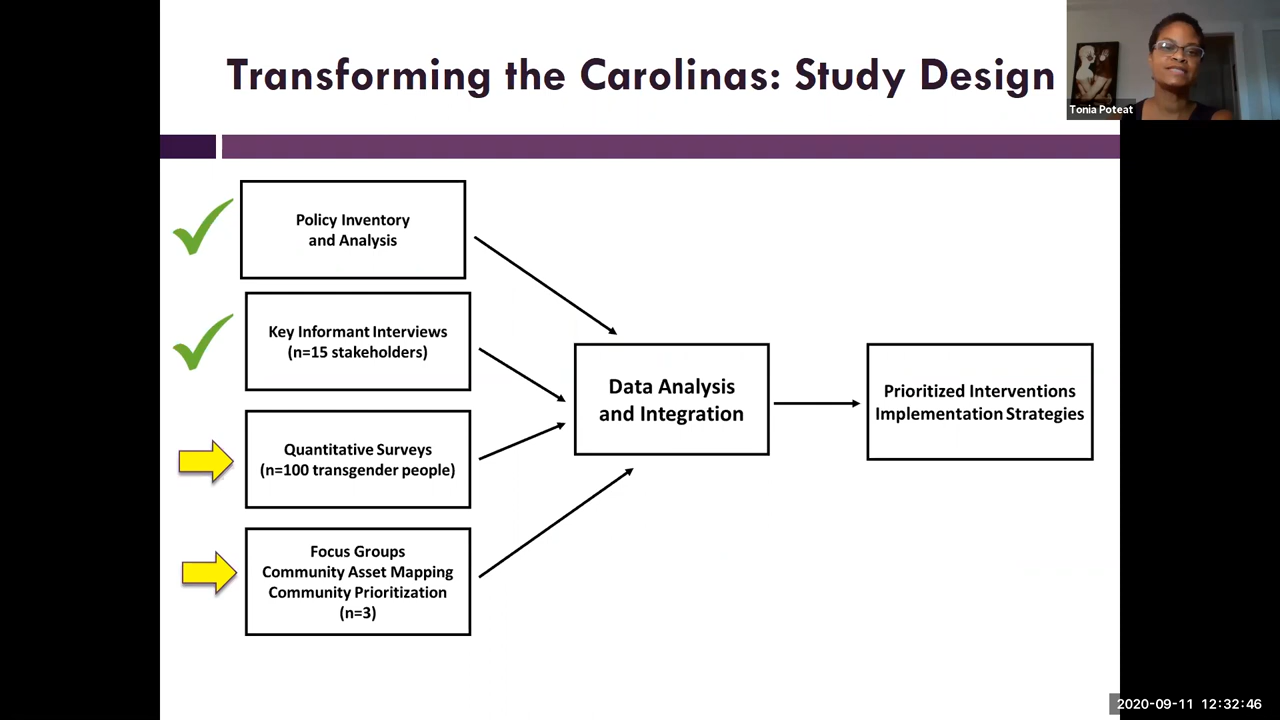 Transforming the Carolinas: Study Design
Tonia Poteat
Policy Inventory
and Analysis
Key Informant Interviews
(n=15 stakeholders)
Quantitative Surveys
(n=100 transgender people)
Focus Groups
Community Asset Mapping
Community Prioritization
(n=3)
Data Analysis
and Integration
Prioritized Interventions
Implementation Strategies
2020-09-11 12:32:46